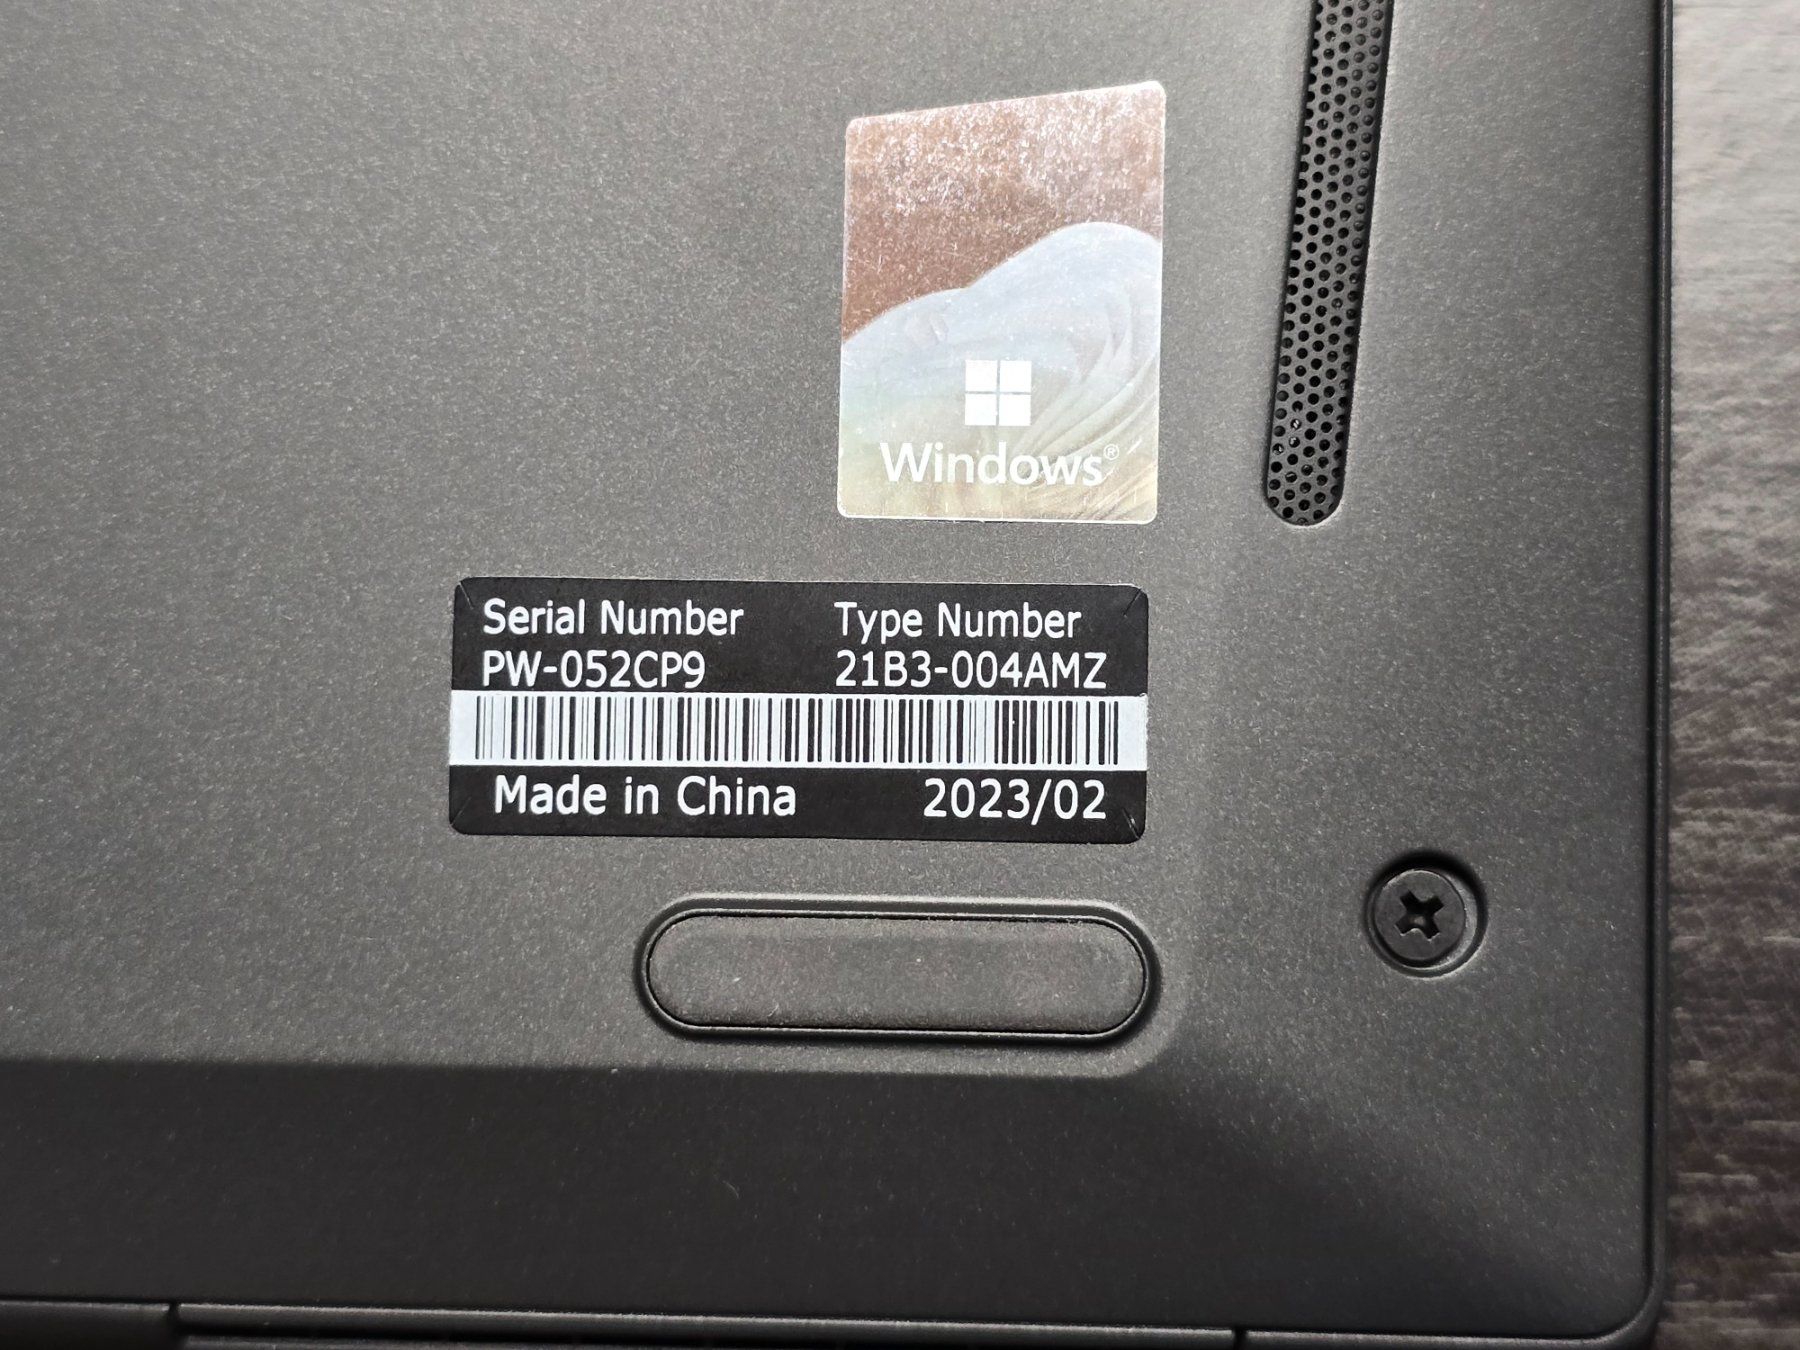 Windows®
Serial Number Type Number
PW-052CP9 21B3-004AMZ
Made in China 2023/02